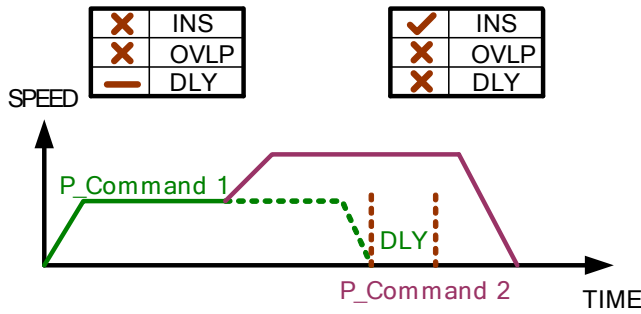 INS
OVLP
DLY
INS
OVLP
DLY
SPEED
P_Command 1
DLY
P_Command 2
TIME